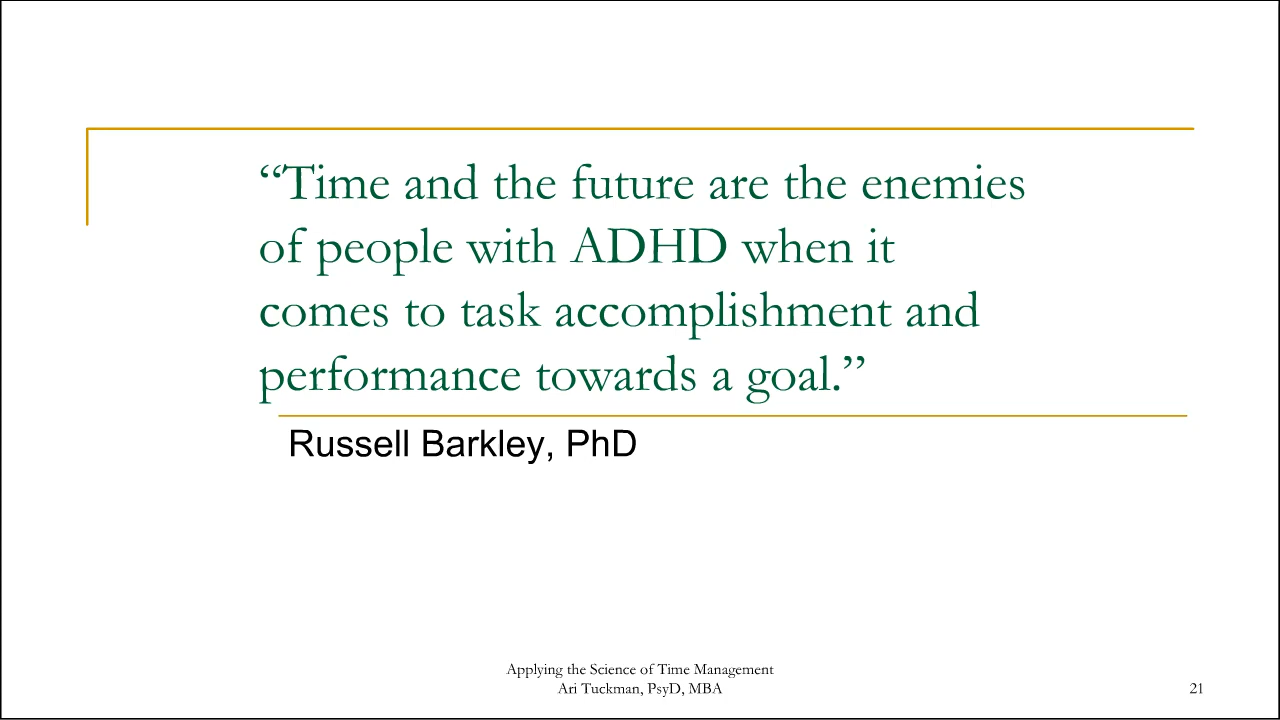 “Time and the future are the enemies
of people with ADHD when it
comes to task accomplishment and
performance towards a goal.”
Russell Barkley, PhD
Applying the Science of Time Management
Ari Tuckman, PsyD, MBA
21